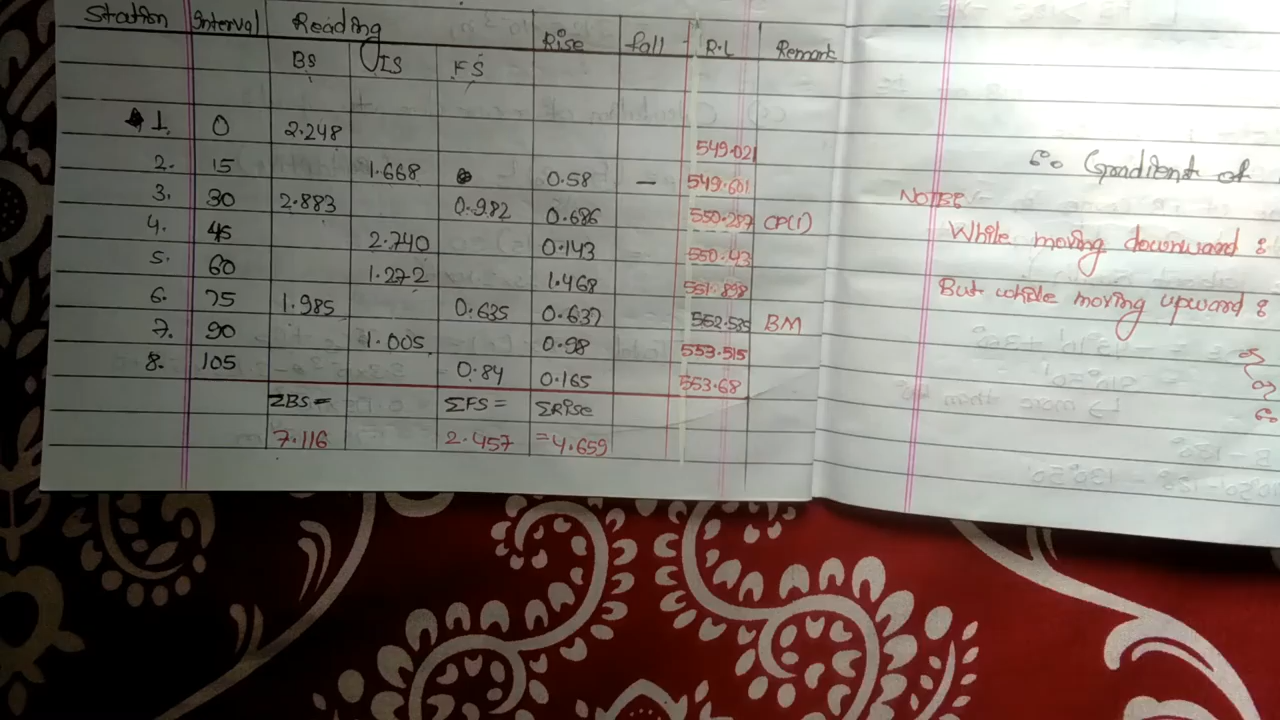 Station Interval Reading Rise fall R.L Remark
BS IS FS
1. 0 2.248 549.021
2. 15 1.668 0.58 — 549.601
3. 30 2.883 0.982 0.686 550.287 CP(1)
4. 45 2.740 0.143 550.43
5. 60 1.272 1.468 551.898
6. 75 1.985 0.635 0.637 552.535 BM
7. 90 1.005 0.98 553.515
8. 105 0.84 0.165 553.68
ΣBS = ΣFS = ΣRise
7.116 2.457 =4.659
6. Gradient of
NOTE:
While moving downward :
But while moving upward :